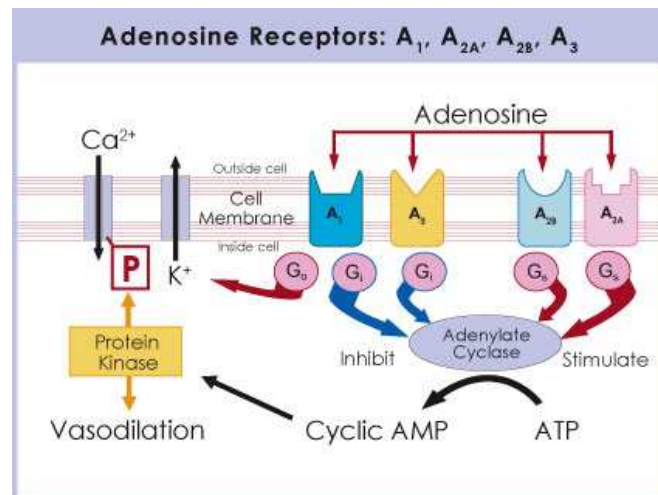 Adenosine Receptors: A₁, A₂A, A₂B, A₃
Adenosine
Ca²⁺
Outside cell
Cell
Membrane
Inside cell
A₁
A₃
A₂B
A₂A
P
K⁺
G₀
Gᵢ
Gᵢ
Gₛ
Gₛ
Protein
Kinase
Inhibit
Adenylate
Cyclase
Stimulate
Vasodilation
Cyclic AMP
ATP